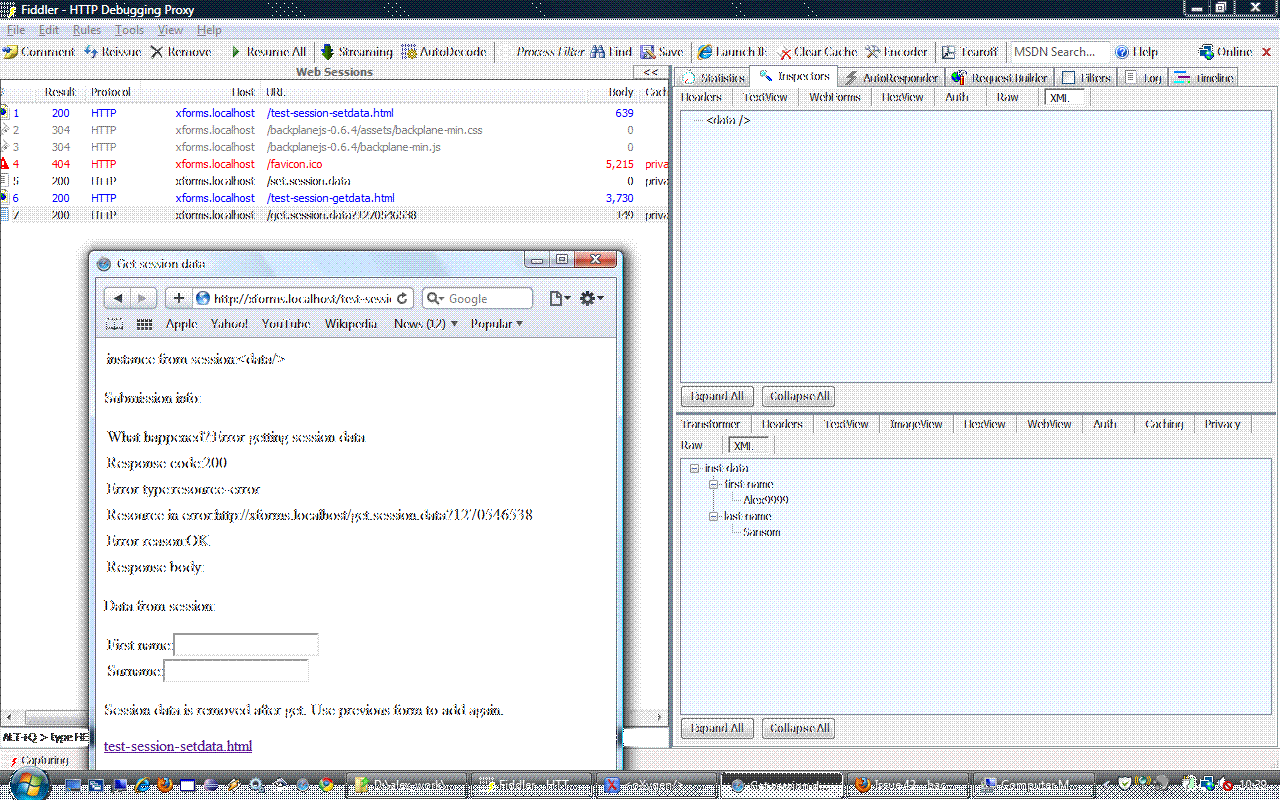 Fiddler - HTTP Debugging Proxy
File Edit Rules Tools View Help
Comment Reissue Remove Resume All Streaming AutoDecode Process Filter Find Save Launch IE Clear Cache Encoder Tearoff MSDN Search... Help Online
Web Sessions <<
Result Protocol Host URL Body Cach
1 200 HTTP xforms.localhost /test-session-setdata.html 639
2 304 HTTP xforms.localhost /backplanejs-0.6.4/assets/backplane-min.css 0
3 304 HTTP xforms.localhost /backplanejs-0.6.4/backplane-min.js 0
4 404 HTTP xforms.localhost /favicon.ico 5,215 priva
5 200 HTTP xforms.localhost /set.session.data 0 priva
6 200 HTTP xforms.localhost /test-session-getdata.html 3,730
7 200 HTTP xforms.localhost /get.session.data?1270546538 149 priva
Get session data
http://xforms.localhost/test-sessi
Google
Apple Yahoo! YouTube Wikipedia News (12) Popular
instance from session:<data/>
Submission info:
What happened?:Error getting session data
Response code:200
Error type:resource-error
Resource in error:http://xforms.localhost/get.session.data?1270546538
Error reason:OK
Response body:
Data from session:
First name:
Surname:
Session data is removed after get. Use previous form to add again.
test-session-setdata.html
ALT+Q > type
Capturing
Statistics Inspectors AutoResponder Request Builder Filters Log Timeline
Headers TextView WebForms HexView Auth Raw XML
<data />
Expand All Collapse All
Transformer Headers TextView ImageView HexView WebView Auth Caching Privacy
Raw XML
inst:data
first:name
Alex9999
last:name
Sansom
Expand All Collapse All
Fiddler - HTT...
10:39